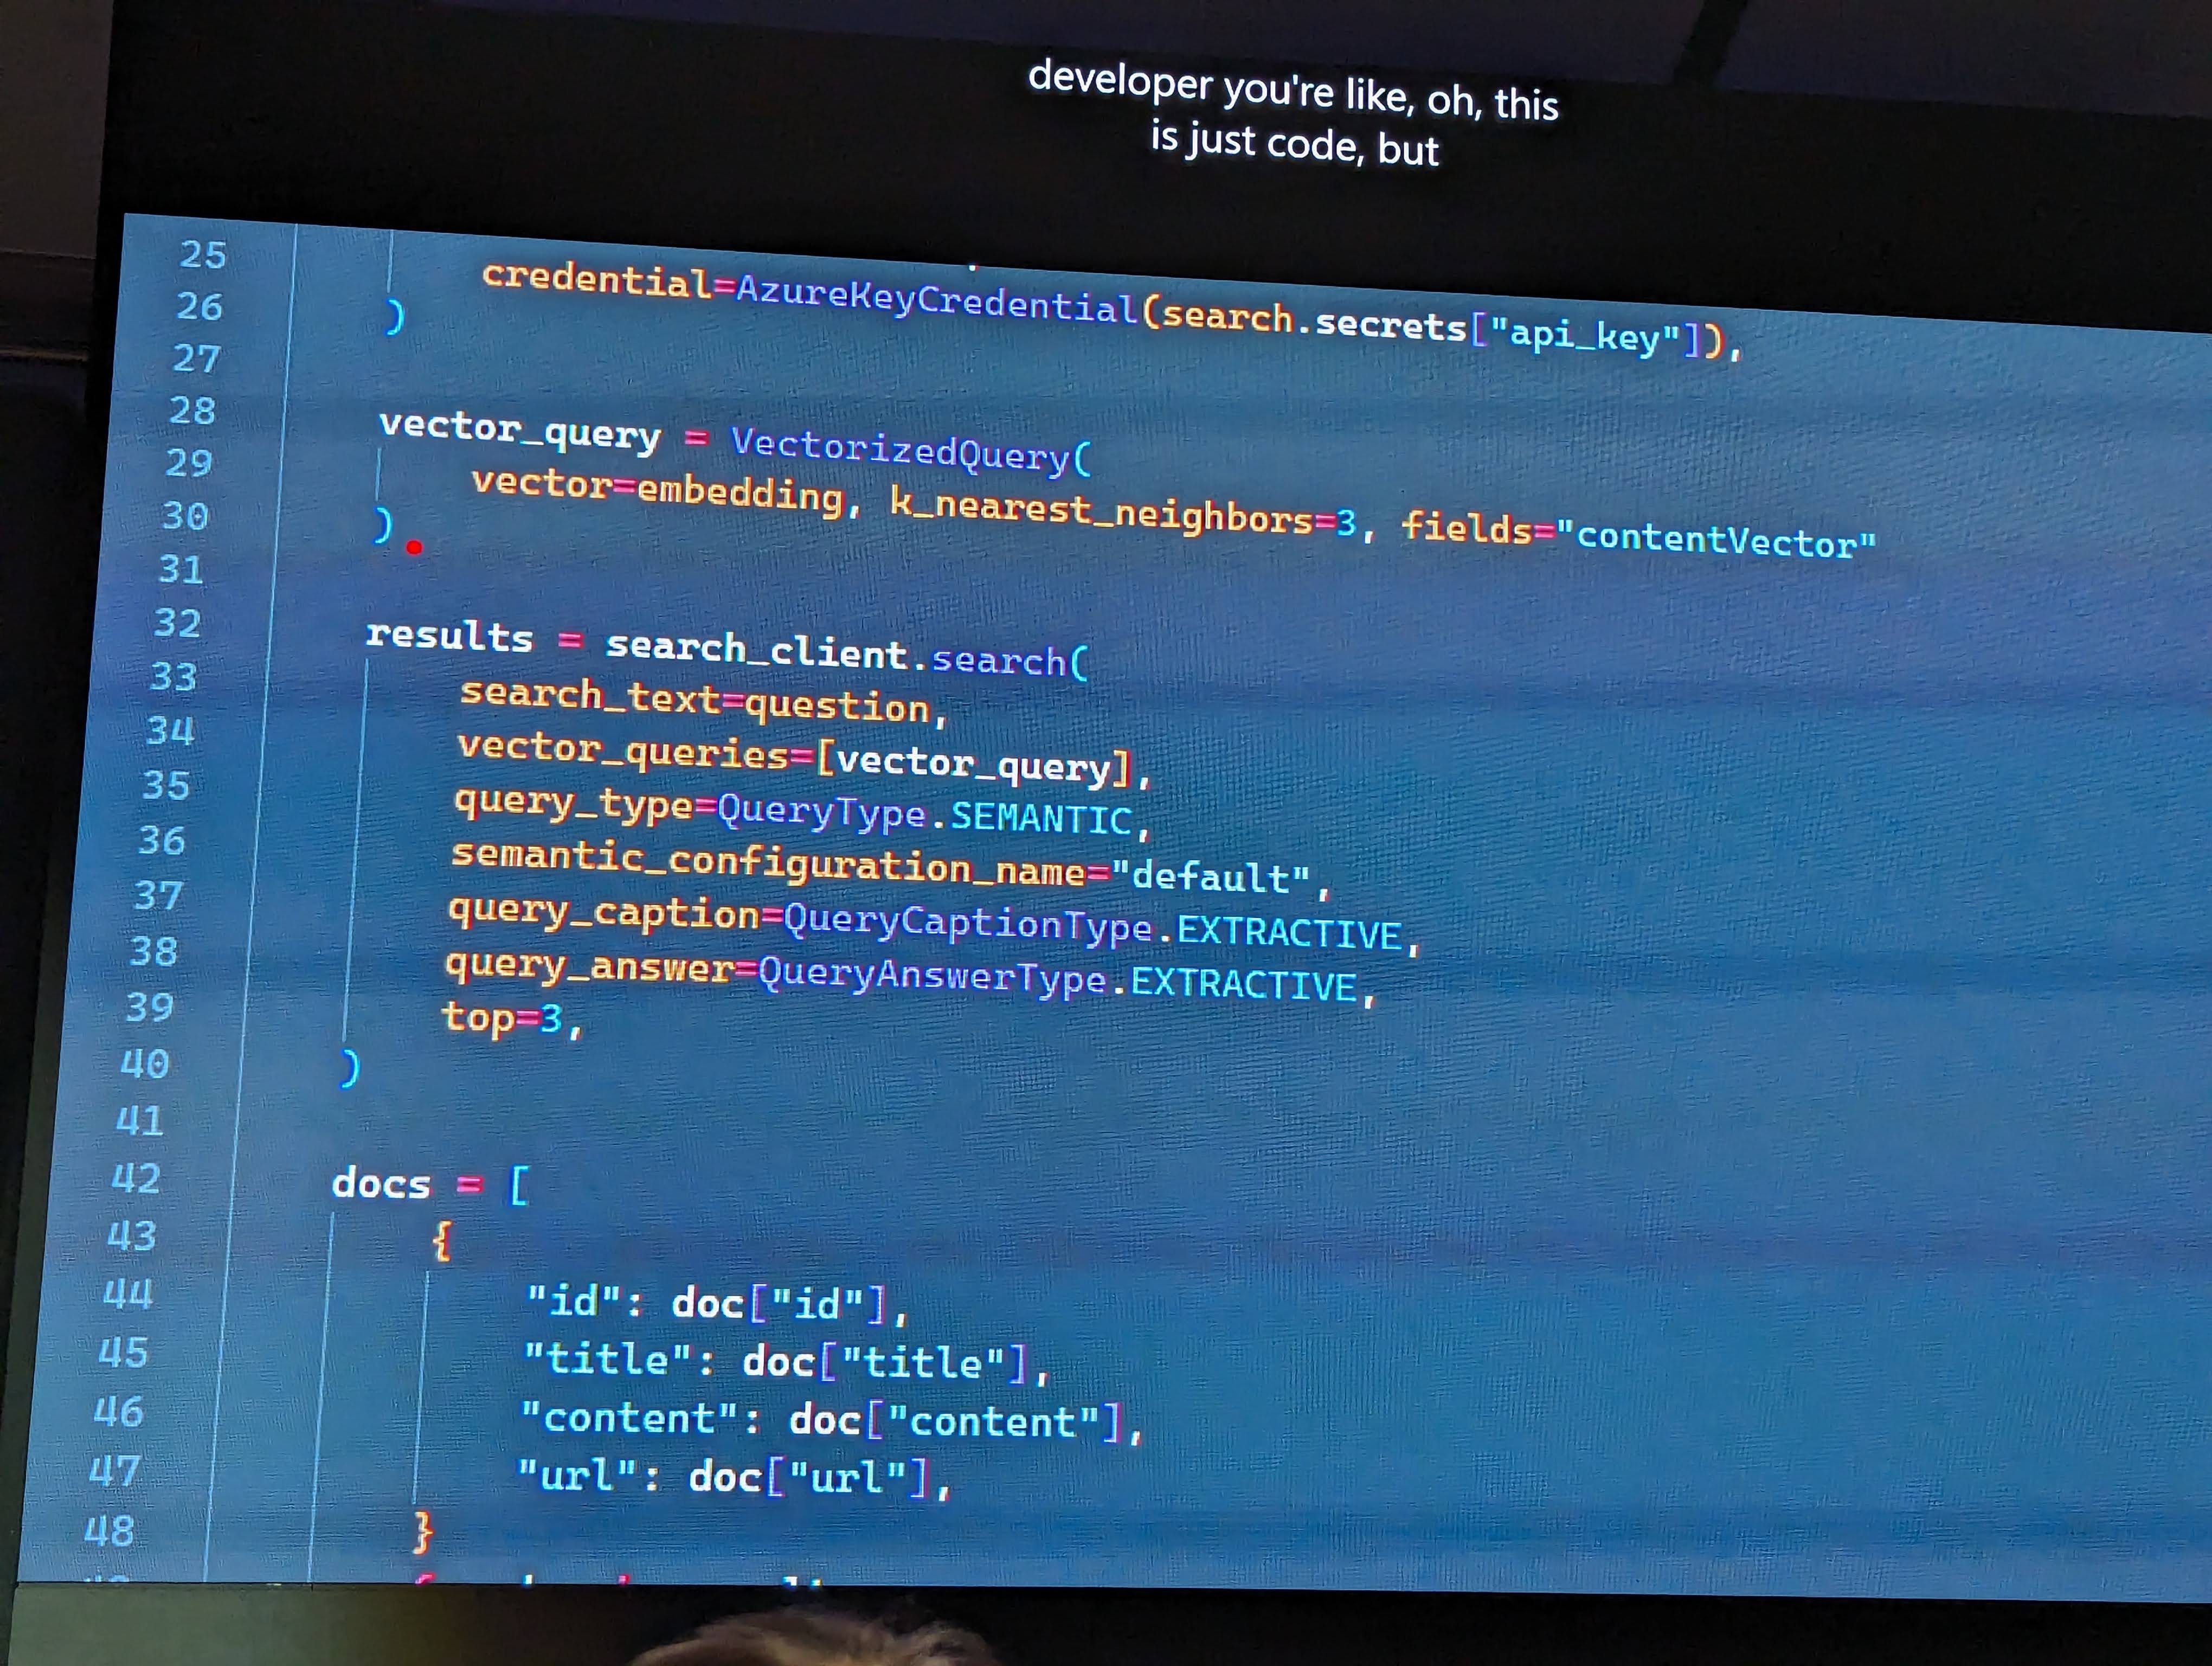 developer you're like, oh, this
is just code, but
25 credential=AzureKeyCredential(search.secrets["api_key"]),
26 )
27
28 vector_query = VectorizedQuery(
29 vector=embedding, k_nearest_neighbors=3, fields="contentVector"
30 )
31
32 results = search_client.search(
33 search_text=question,
34 vector_queries=[vector_query],
35 query_type=QueryType.SEMANTIC,
36 semantic_configuration_name="default",
37 query_caption=QueryCaptionType.EXTRACTIVE,
38 query_answer=QueryAnswerType.EXTRACTIVE,
39 top=3,
40 )
41
42 docs = [
43 {
44 "id": doc["id"],
45 "title": doc["title"],
46 "content": doc["content"],
47 "url": doc["url"],
48 }